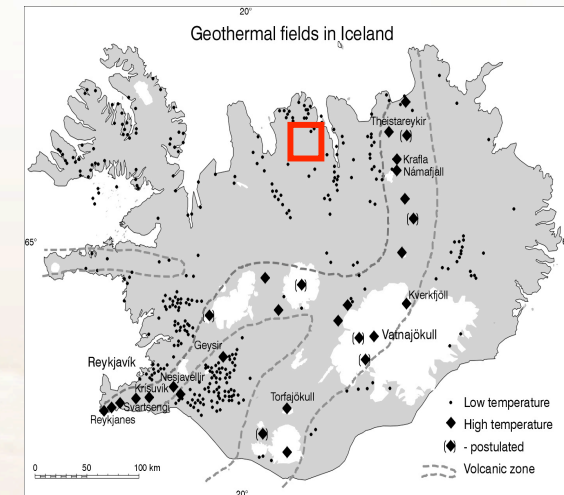 20°
Geothermal fields in Iceland
Theistareykir
Krafla
Námafjall
65°
Kverkfjöll
Vatnajökull
Geysir
Reykjavík
Nesjavellir
Krisuvik
Svartsengi
Reykjanes
Torfajökull
Low temperature
High temperature
( ) - postulated
Volcanic zone
0 50 100 km
20°